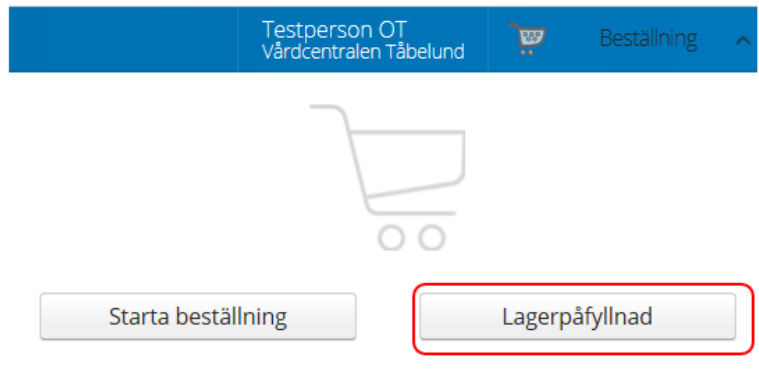 Testperson OT
Vårdcentralen Tåbelund
Beställning
Starta beställning
Lagerpåfyllnad